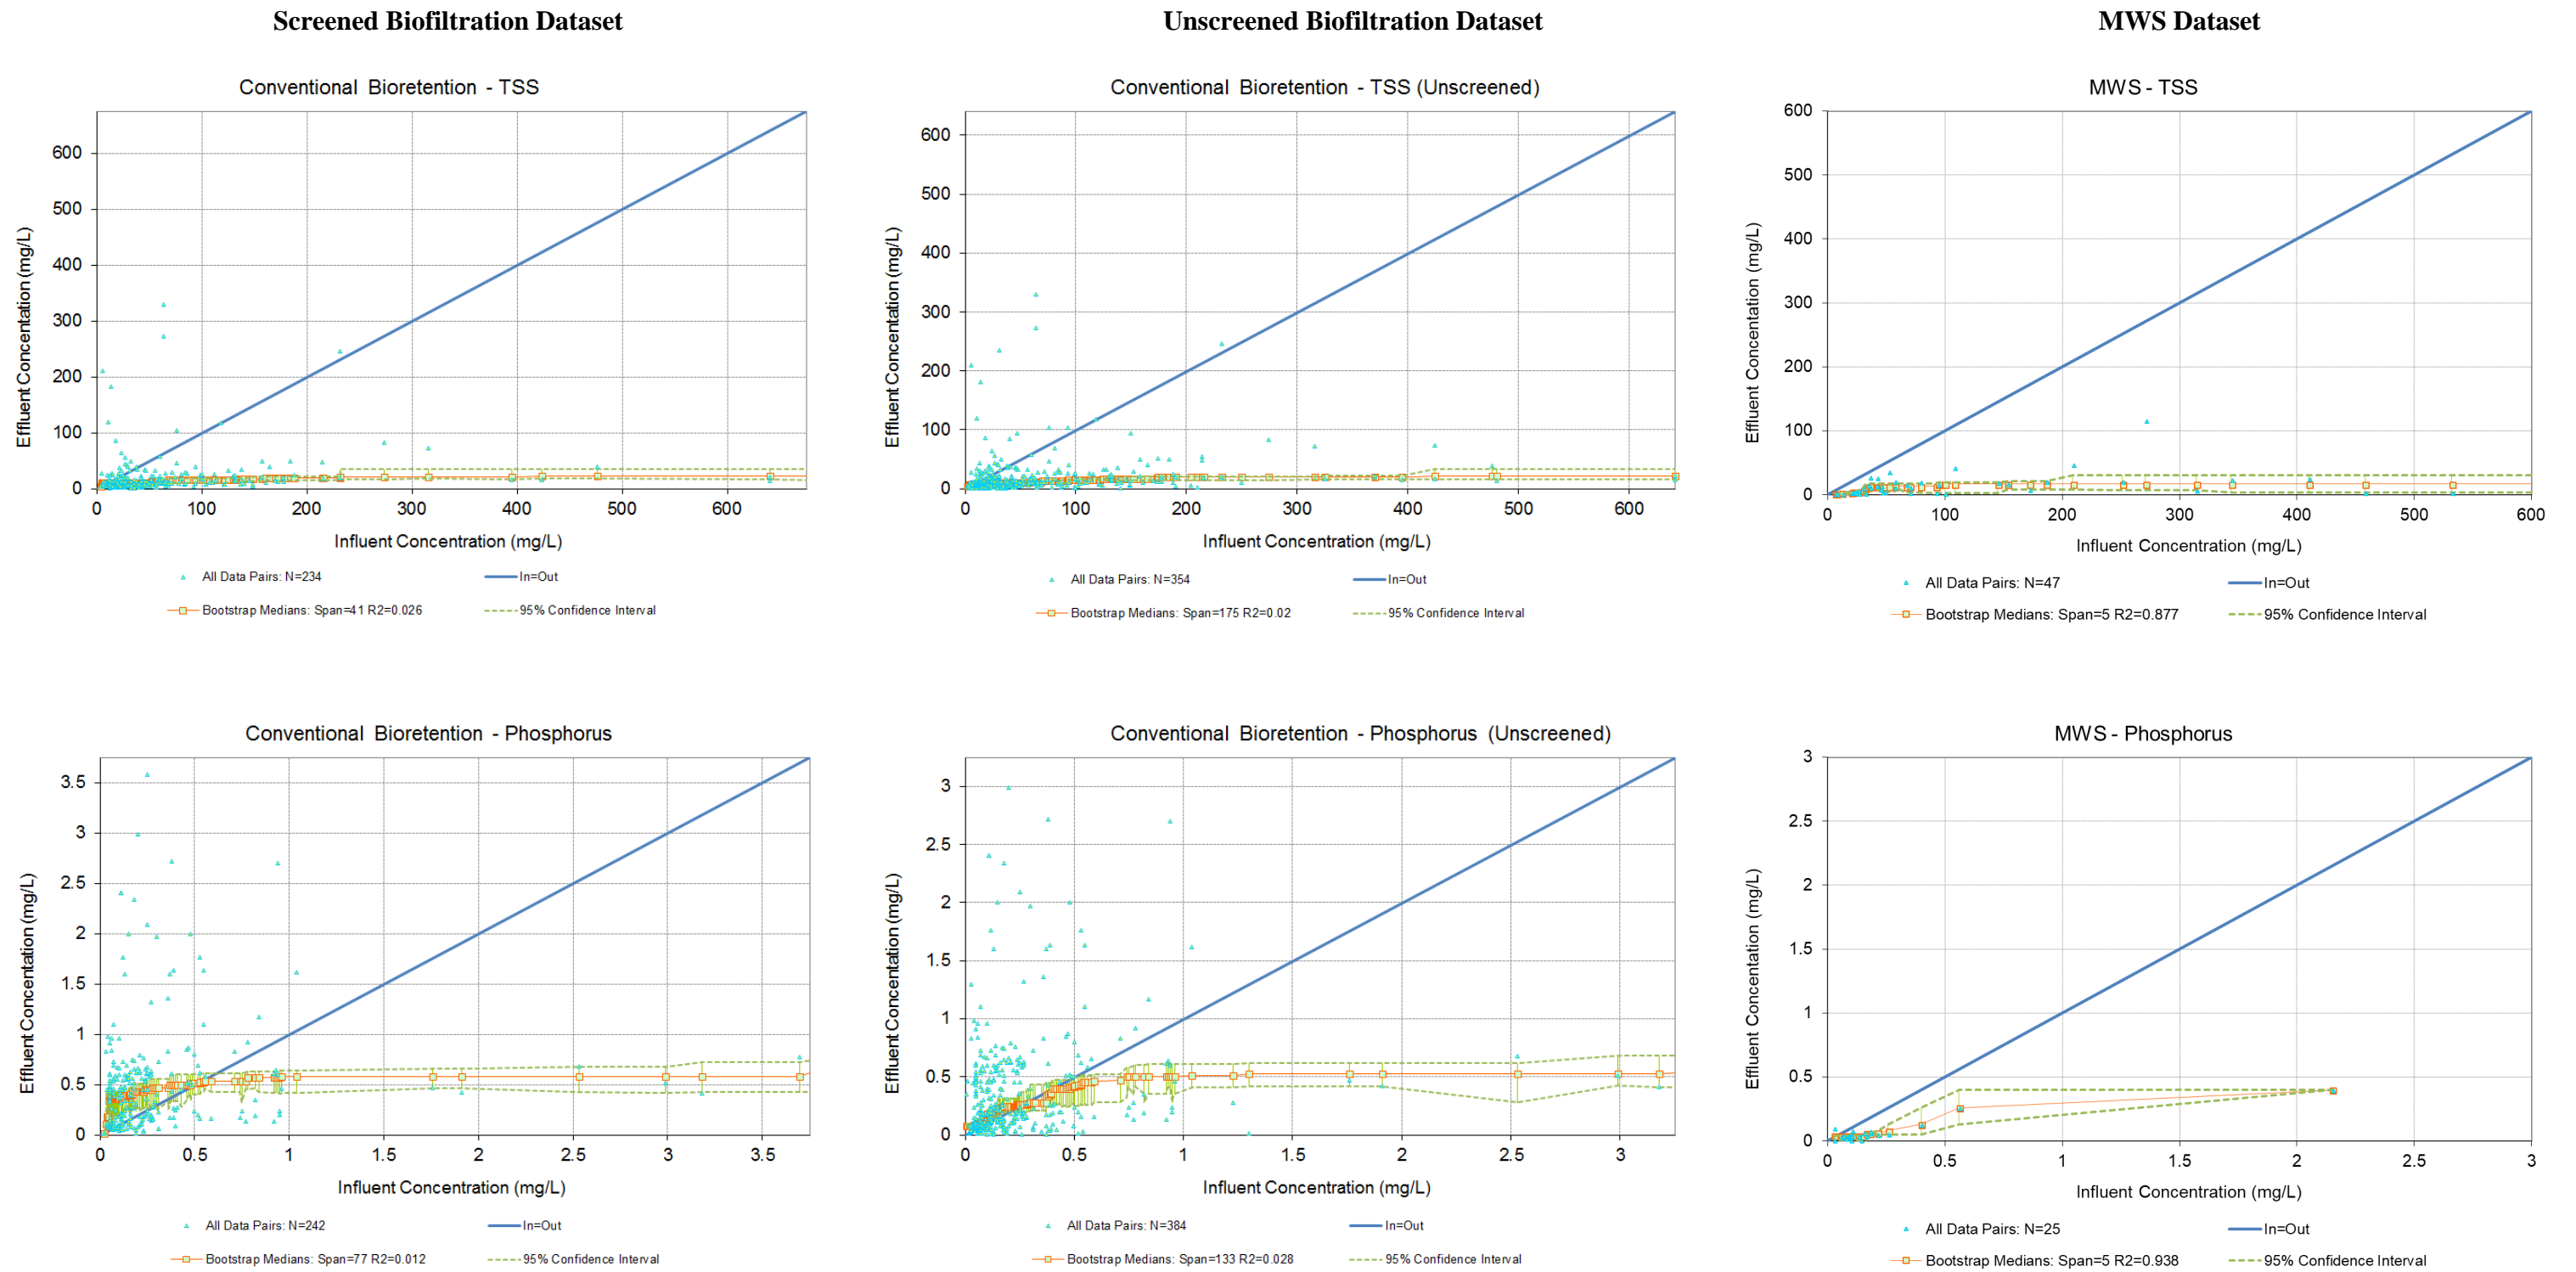 Screened Biofiltration Dataset
Unscreened Biofiltration Dataset
MWS Dataset
Conventional Bioretention - TSS
Effluent Concentation (mg/L)
600
500
400
300
200
100
0
0 100 200 300 400 500 600
Influent Concentration (mg/L)
All Data Pairs: N=234
In=Out
Bootstrap Medians: Span=41 R2=0.026
95% Confidence Interval
Conventional Bioretention - TSS (Unscreened)
Effluent Concentation (mg/L)
600
500
400
300
200
100
0
0 100 200 300 400 500 600
Influent Concentration (mg/L)
All Data Pairs: N=354
In=Out
Bootstrap Medians: Span=175 R2=0.02
95% Confidence Interval
MWS - TSS
Effluent Concentation (mg/L)
600
500
400
300
200
100
0
0 100 200 300 400 500 600
Influent Concentration (mg/L)
All Data Pairs: N=47
In=Out
Bootstrap Medians: Span=5 R2=0.877
95% Confidence Interval
Conventional Bioretention - Phosphorus
Effluent Concentation (mg/L)
3.5
3
2.5
2
1.5
1
0.5
0
0 0.5 1 1.5 2 2.5 3 3.5
Influent Concentration (mg/L)
All Data Pairs: N=242
In=Out
Bootstrap Medians: Span=77 R2=0.012
95% Confidence Interval
Conventional Bioretention - Phosphorus (Unscreened)
Effluent Concentation (mg/L)
3
2.5
2
1.5
1
0.5
0
0 0.5 1 1.5 2 2.5 3
Influent Concentration (mg/L)
All Data Pairs: N=384
In=Out
Bootstrap Medians: Span=133 R2=0.028
95% Confidence Interval
MWS - Phosphorus
Effluent Concentation (mg/L)
3
2.5
2
1.5
1
0.5
0
0 0.5 1 1.5 2 2.5 3
Influent Concentration (mg/L)
All Data Pairs: N=25
In=Out
Bootstrap Medians: Span=5 R2=0.938
95% Confidence Interval